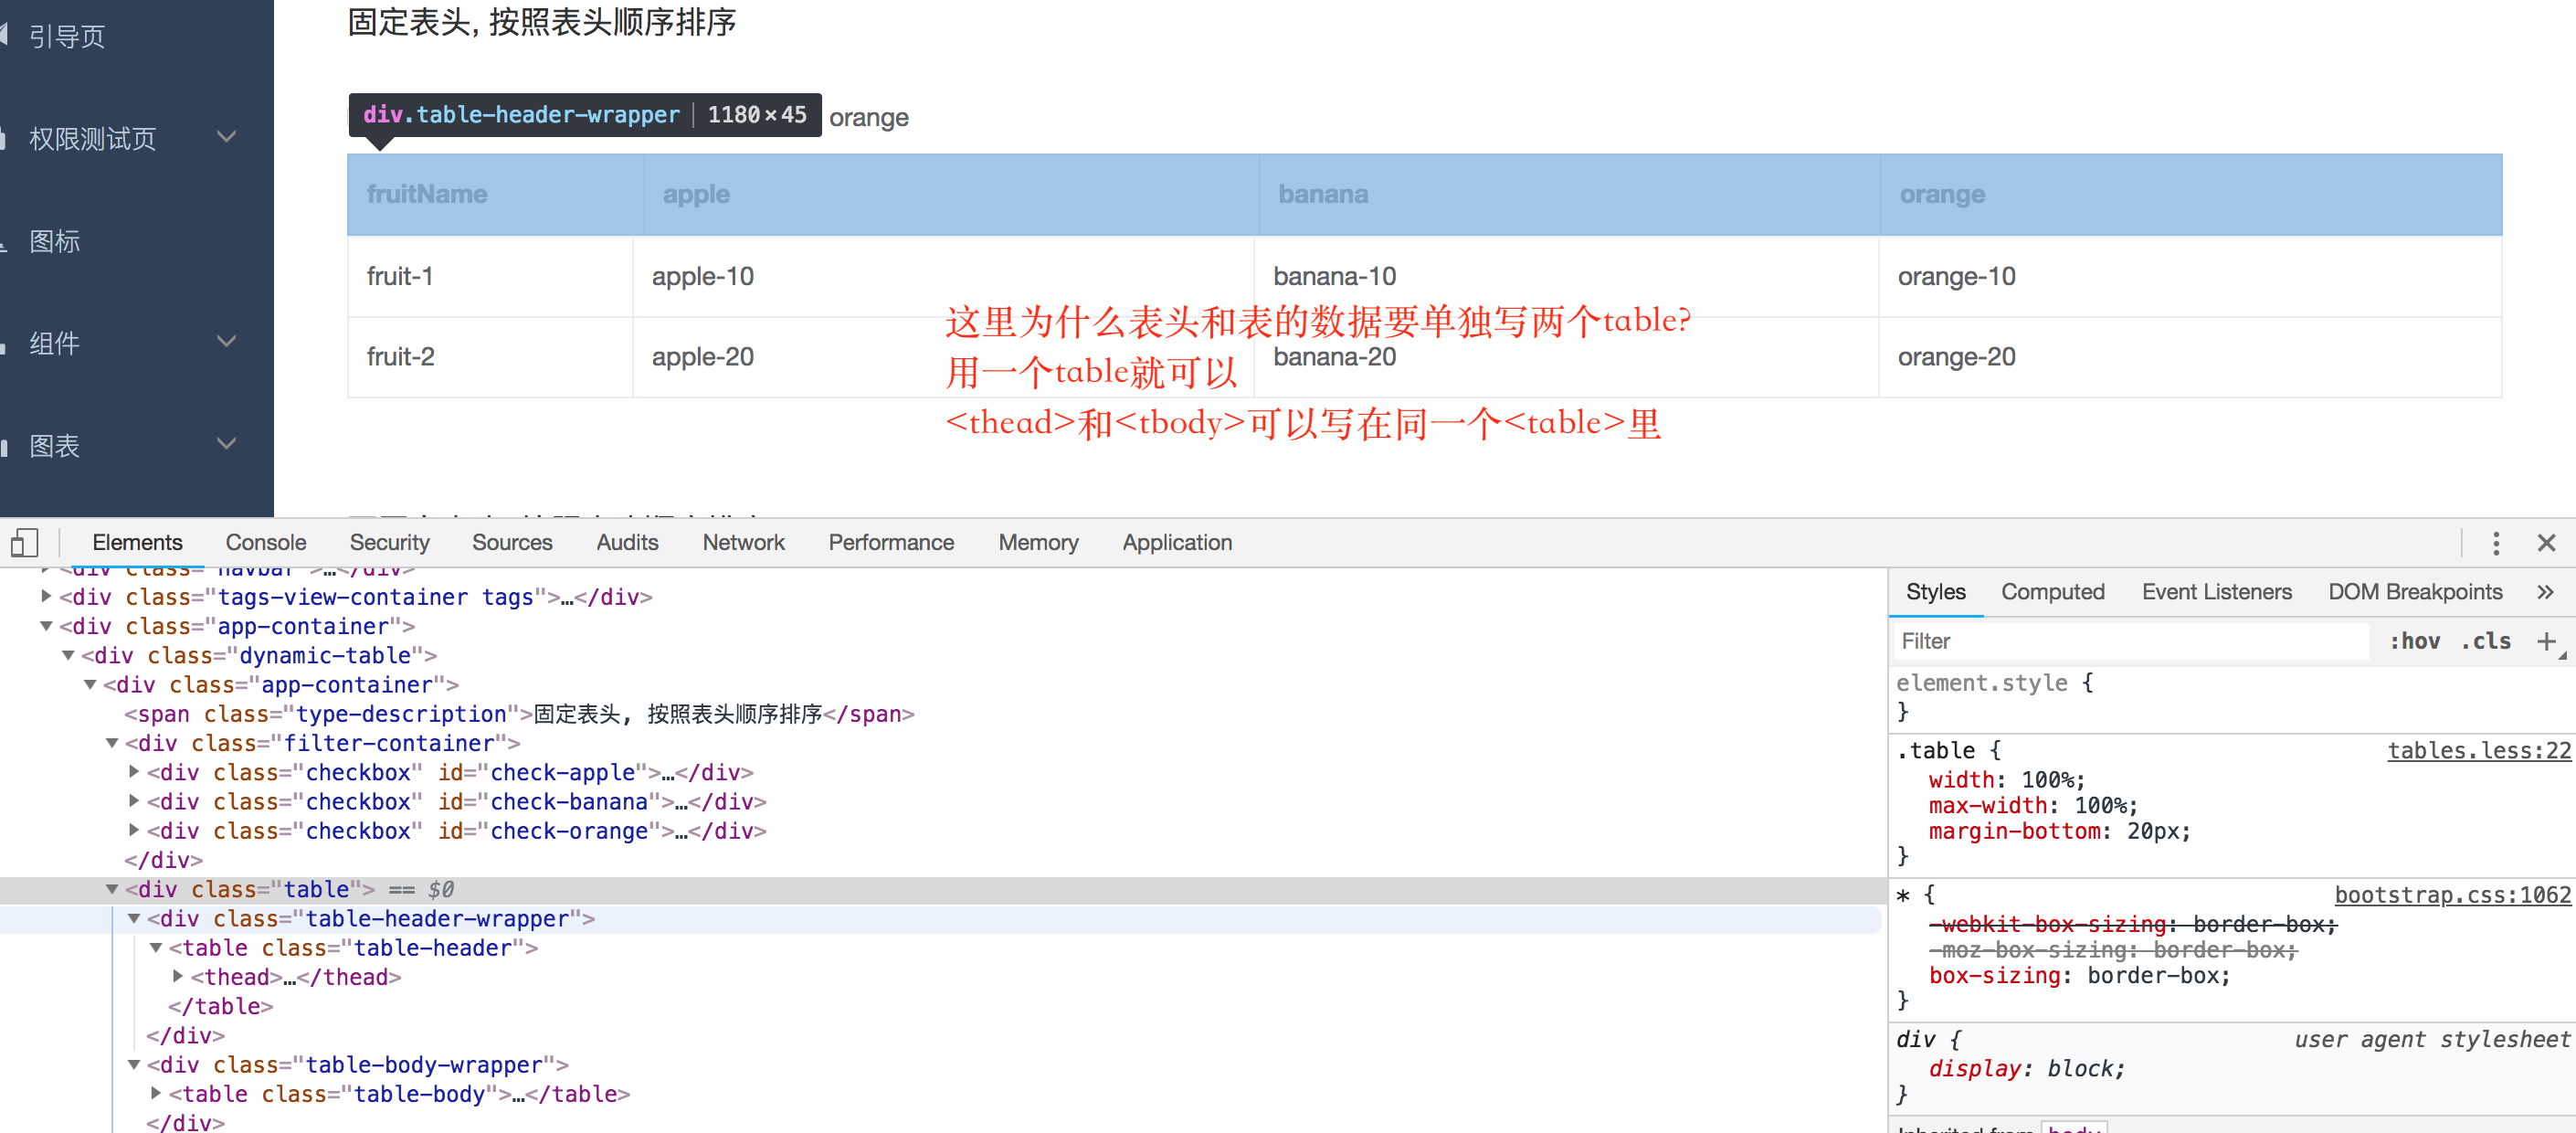 引导页
权限测试页
图标
组件
图表
固定表头, 按照表头顺序排序
div.table-header-wrapper 1180×45 orange
fruitName apple banana orange
fruit-1 apple-10 banana-10 orange-10
fruit-2 apple-20 banana-20 orange-20
这里为什么表头和表的数据要单独写两个table?
用一个table就可以
<thead>和<tbody>可以写在同一个<table>里
Elements Console Security Sources Audits Network Performance Memory Application
<div class="navbar">…</div>
<div class="tags-view-container tags">…</div>
<div class="app-container">
<div class="dynamic-table">
<div class="app-container">
<span class="type-description">固定表头, 按照表头顺序排序</span>
<div class="filter-container">
<div class="checkbox" id="check-apple">…</div>
<div class="checkbox" id="check-banana">…</div>
<div class="checkbox" id="check-orange">…</div>
</div>
<div class="table"> == $0
<div class="table-header-wrapper">
<table class="table-header">
<thead>…</thead>
</table>
</div>
<div class="table-body-wrapper">
<table class="table-body">…</table>
</div>
Styles Computed Event Listeners DOM Breakpoints »
Filter :hov .cls +
element.style {
}
.table { tables.less:22
width: 100%;
max-width: 100%;
margin-bottom: 20px;
}
* { bootstrap.css:1062
-webkit-box-sizing: border-box;
-moz-box-sizing: border-box;
box-sizing: border-box;
}
div { user agent stylesheet
display: block;
}
Inherited from body